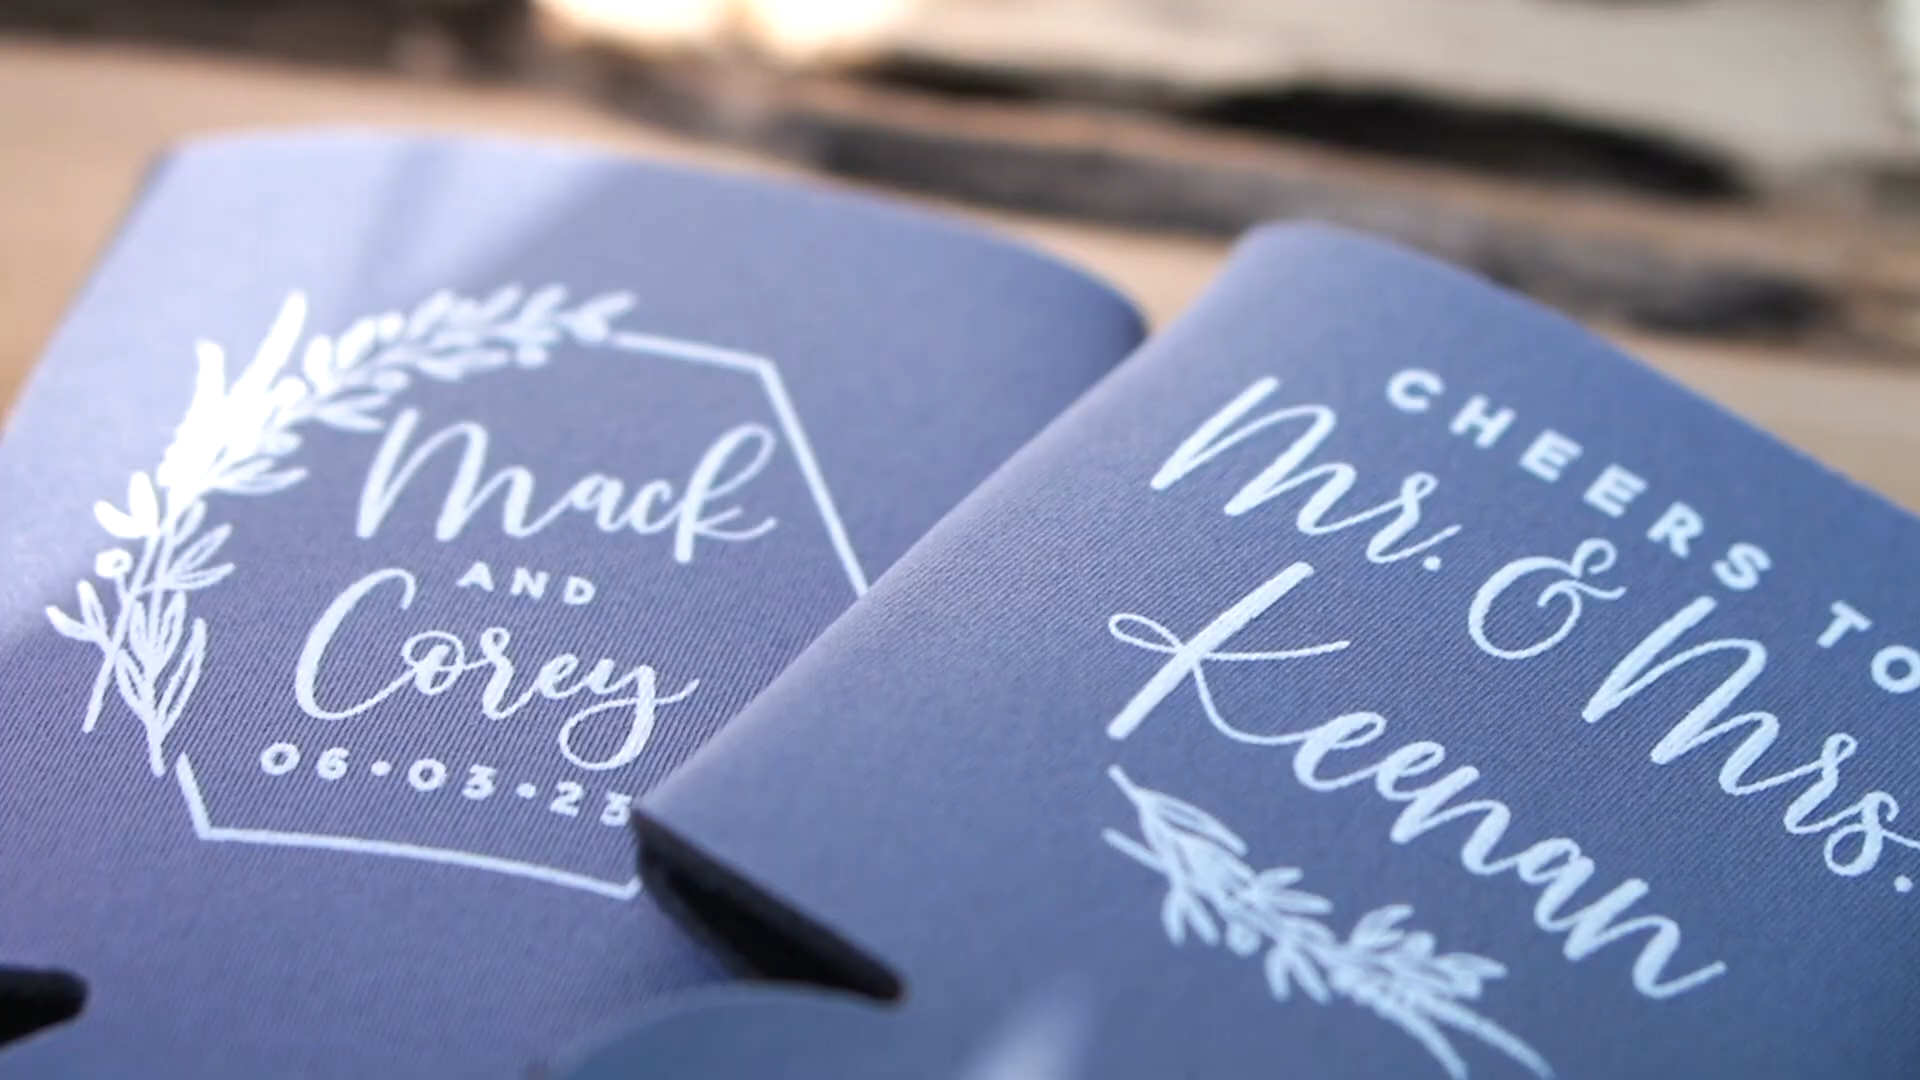 Mack
AND
Corey
06•03•23
CHEERS TO
Mr. & Mrs.
Keenan